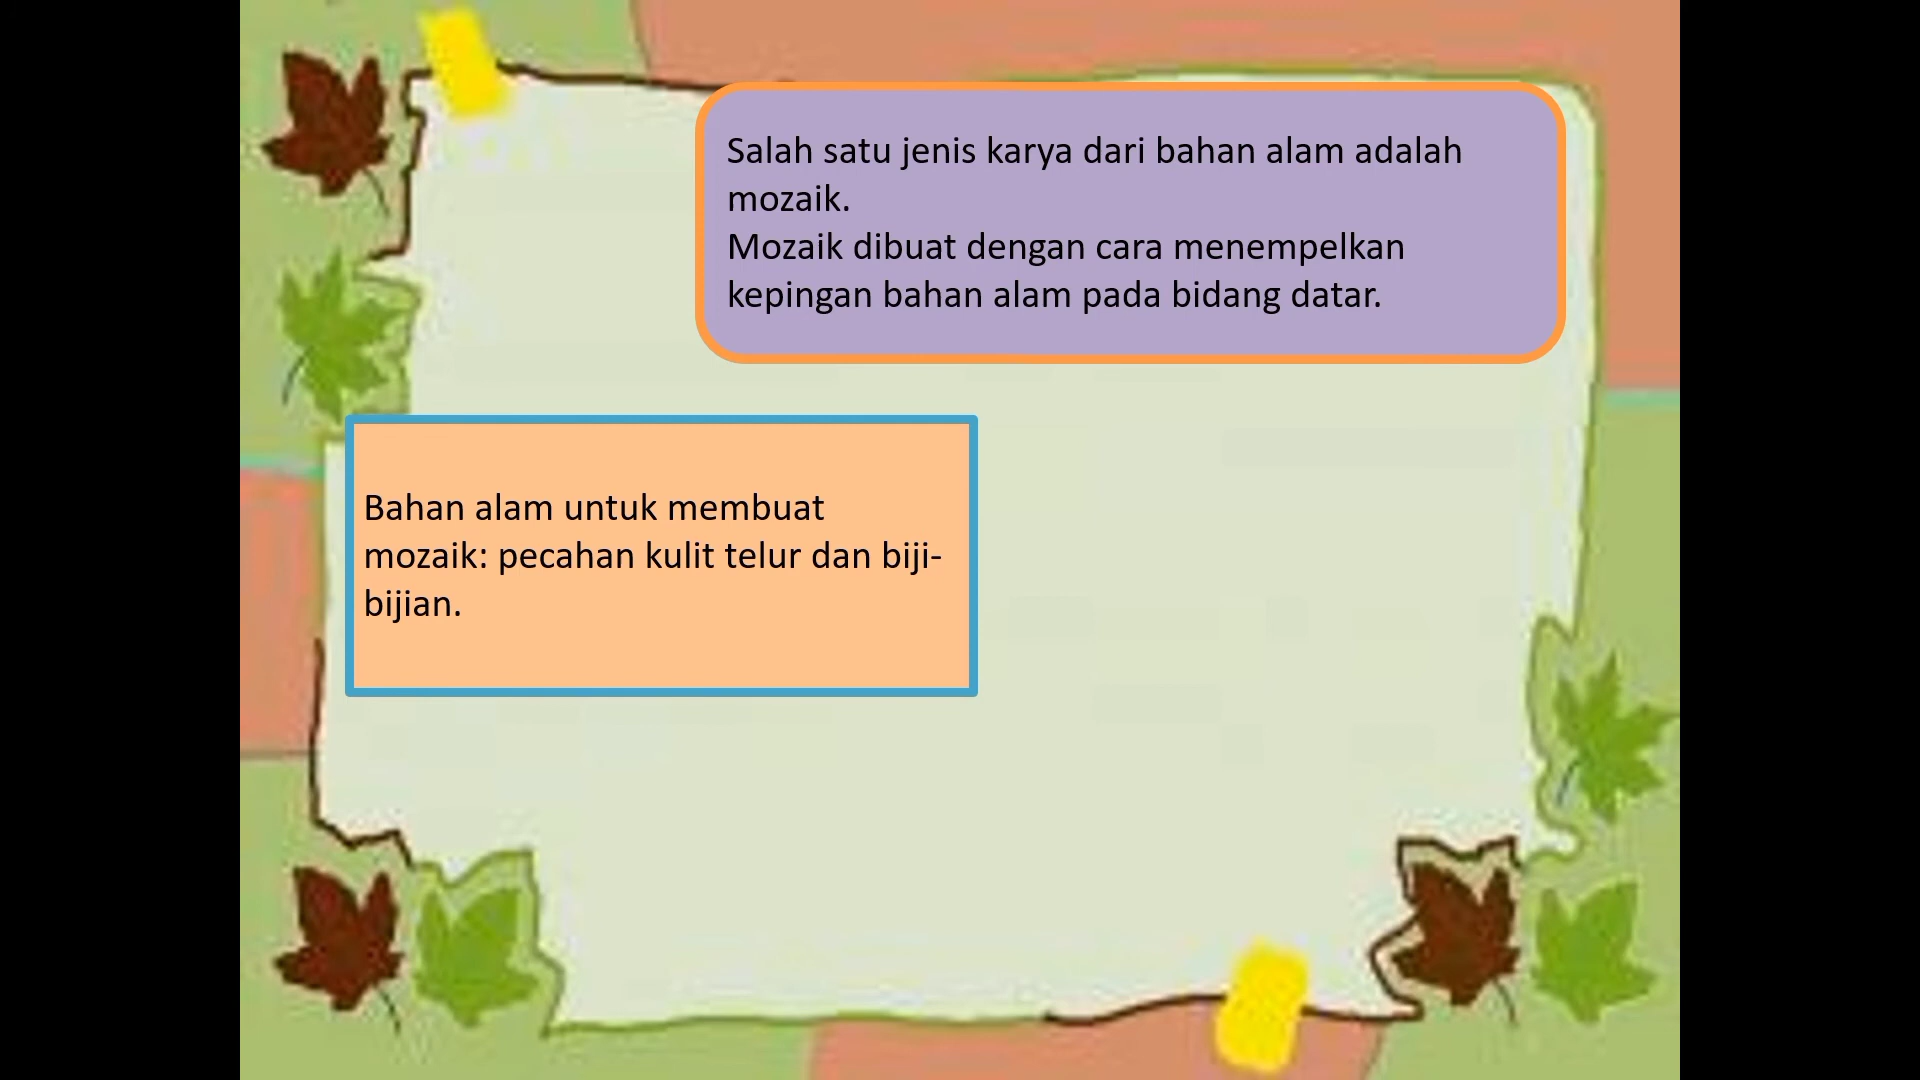 Salah satu jenis karya dari bahan alam adalah
mozaik.
Mozaik dibuat dengan cara menempelkan
kepingan bahan alam pada bidang datar.
Bahan alam untuk membuat
mozaik: pecahan kulit telur dan biji-
bijian.